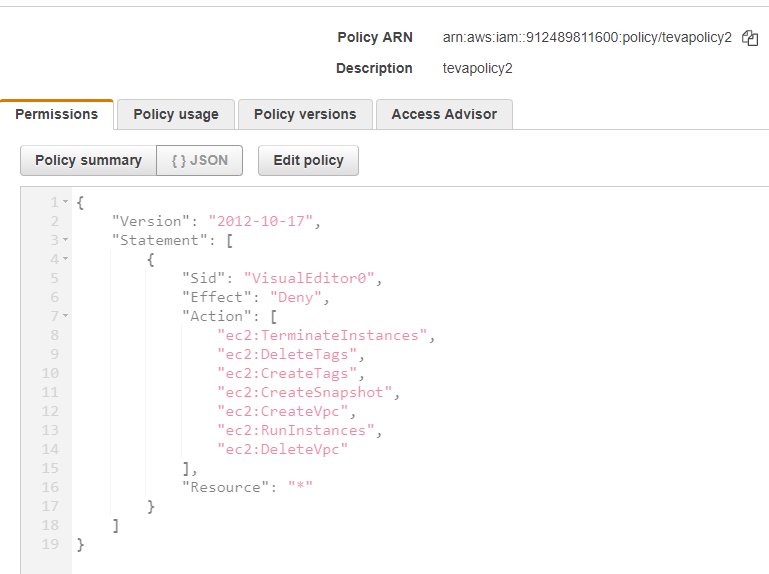 Policy ARN arn:aws:iam::912489811600:policy/tevapolicy2
Description tevapolicy2
Permissions Policy usage Policy versions Access Advisor
Policy summary { } JSON Edit policy
1 {
2 "Version": "2012-10-17",
3 "Statement": [
4 {
5 "Sid": "VisualEditor0",
6 "Effect": "Deny",
7 "Action": [
8 "ec2:TerminateInstances",
9 "ec2:DeleteTags",
10 "ec2:CreateTags",
11 "ec2:CreateSnapshot",
12 "ec2:CreateVpc",
13 "ec2:RunInstances",
14 "ec2:DeleteVpc"
15 ],
16 "Resource": "*"
17 }
18 ]
19 }